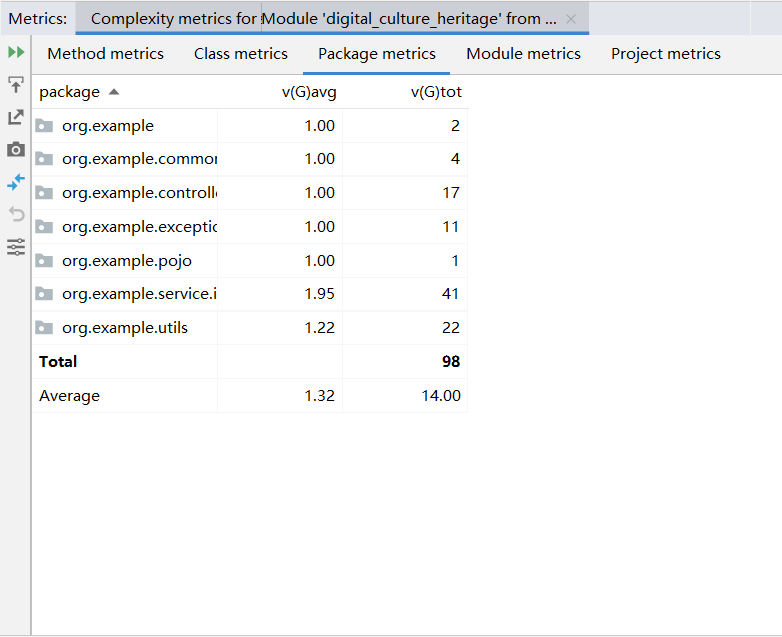 Metrics: Complexity metrics for Module 'digital_culture_heritage' from ...
Method metrics Class metrics Package metrics Module metrics Project metrics
package v(G)avg v(G)tot
org.example 1.00 2
org.example.common 1.00 4
org.example.controlle 1.00 17
org.example.exceptio 1.00 11
org.example.pojo 1.00 1
org.example.service.i 1.95 41
org.example.utils 1.22 22
Total 98
Average 1.32 14.00